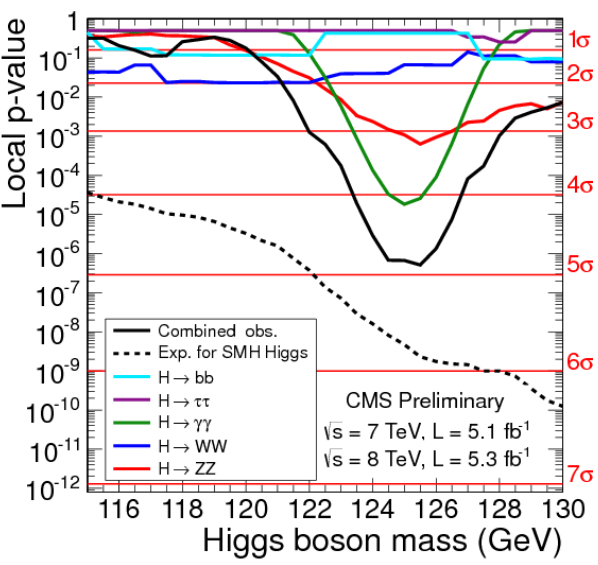 Local p-value
1
10⁻¹
10⁻²
10⁻³
10⁻⁴
10⁻⁵
10⁻⁶
10⁻⁷
10⁻⁸
10⁻⁹
10⁻¹⁰
10⁻¹¹
10⁻¹²
1σ
2σ
3σ
4σ
5σ
6σ
7σ
Combined obs.
Exp. for SMH Higgs
H → bb
H → ττ
H → γγ
H → WW
H → ZZ
CMS Preliminary
√s = 7 TeV, L = 5.1 fb⁻¹
√s = 8 TeV, L = 5.3 fb⁻¹
116 118 120 122 124 126 128 130
Higgs boson mass (GeV)